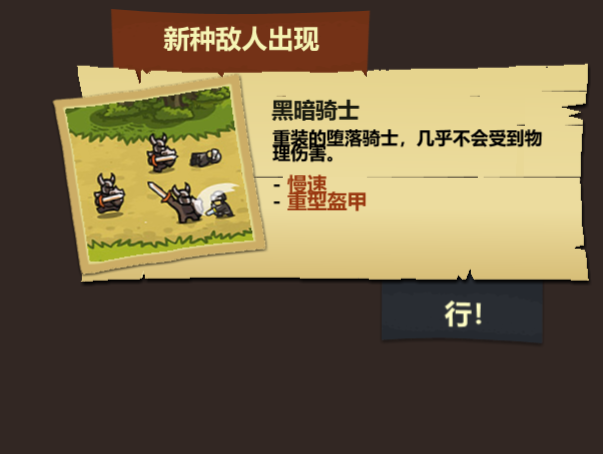 新种敌人出现
黑暗骑士
重装的堕落骑士，几乎不会受到物
理伤害。
- 慢速
- 重型盔甲
行！